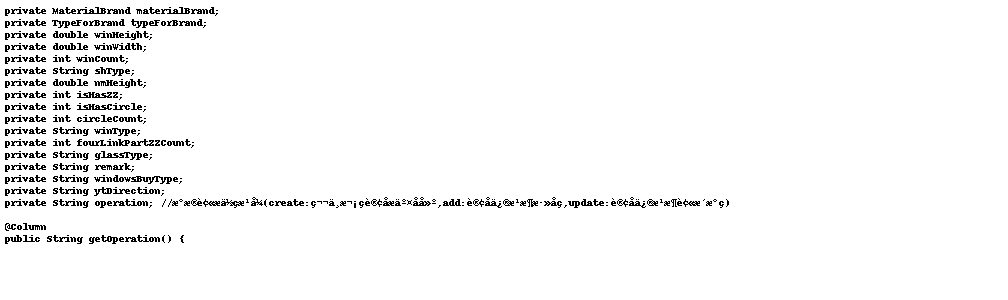 private MaterialBrand materialBrand;
private TypeForBrand typeForBrand;
private double winHeight;
private double winWidth;
private int winCount;
private String shType;
private double nmHeight;
private int isHasZZ;
private int isHasCircle;
private int circleCount;
private String winType;
private int fourLinkPartZZCount;
private String glassType;
private String remark;
private String windowsBuyType;
private String ytDirection;
private String operation; //æ°æ®è¢«æä½çæ¹å¼(create:ç¬¬ä¸æ¬¡ç­è®¢åæäº¤åå»º,add:è®¢åä¿®æ¹æ¶æ·»åç,update:è®¢åä¿®æ¹æ¶è¢«æ´æ°ç)
@Column
public String getOperation() {